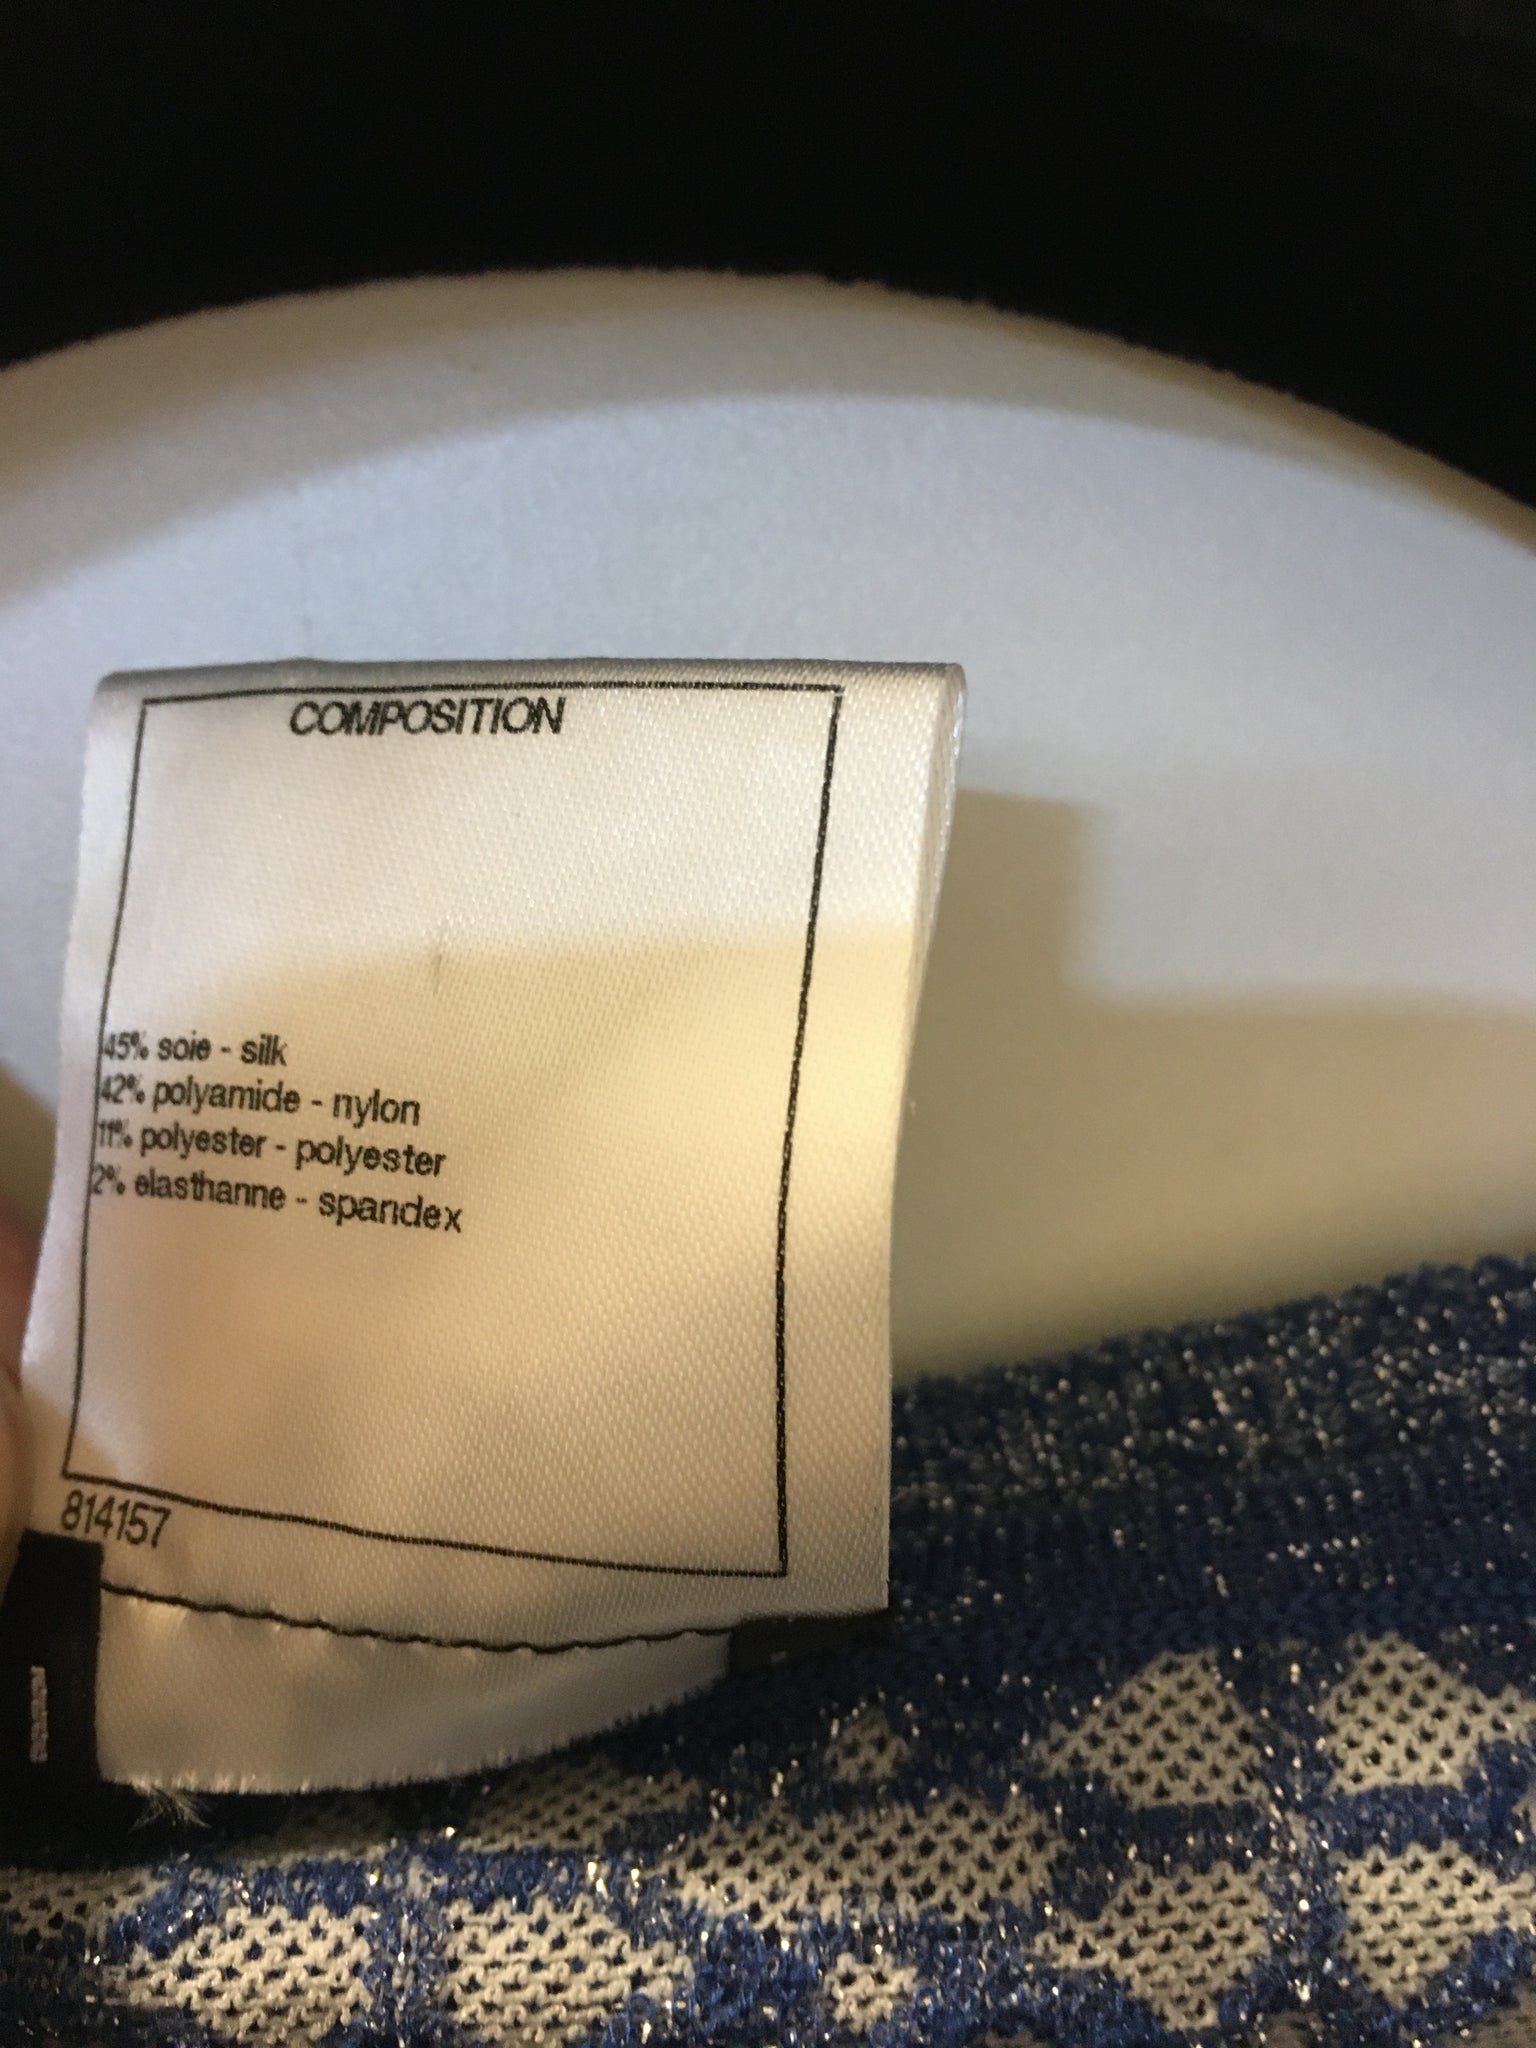 COMPOSITION
45% soie - silk
42% polyamide - nylon
11% polyester - polyester
2% elasthanne - spandex
814157